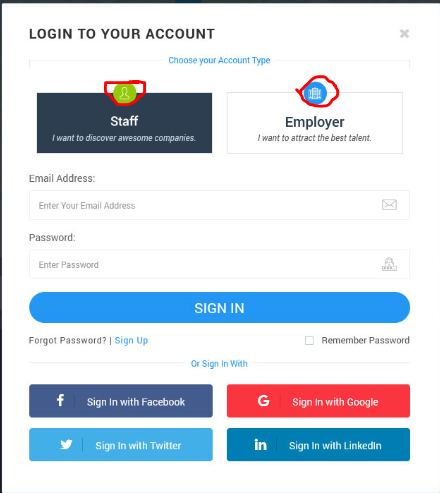 LOGIN TO YOUR ACCOUNT
Choose your Account Type
Staff
I want to discover awesome companies.
Employer
I want to attract the best talent.
Email Address:
Enter Your Email Address
Password:
Enter Password
SIGN IN
Forgot Password? | Sign Up
Remember Password
Or Sign In With
Sign In with Facebook
Sign In with Google
Sign In with Twitter
Sign In with LinkedIn